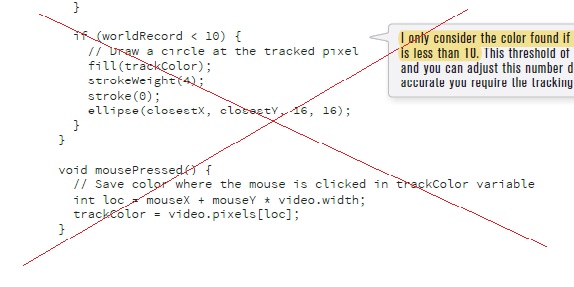 }
if (worldRecord < 10) {
// Draw a circle at the tracked pixel
fill(trackColor);
strokeWeight(4);
stroke(0);
ellipse(closestX, closestY, 16, 16);
}
}
I only consider the color found if
is less than 10. This threshold of
and you can adjust this number d
accurate you require the tracking
void mousePressed() {
// Save color where the mouse is clicked in trackColor variable
int loc = mouseX + mouseY * video.width;
trackColor = video.pixels[loc];
}